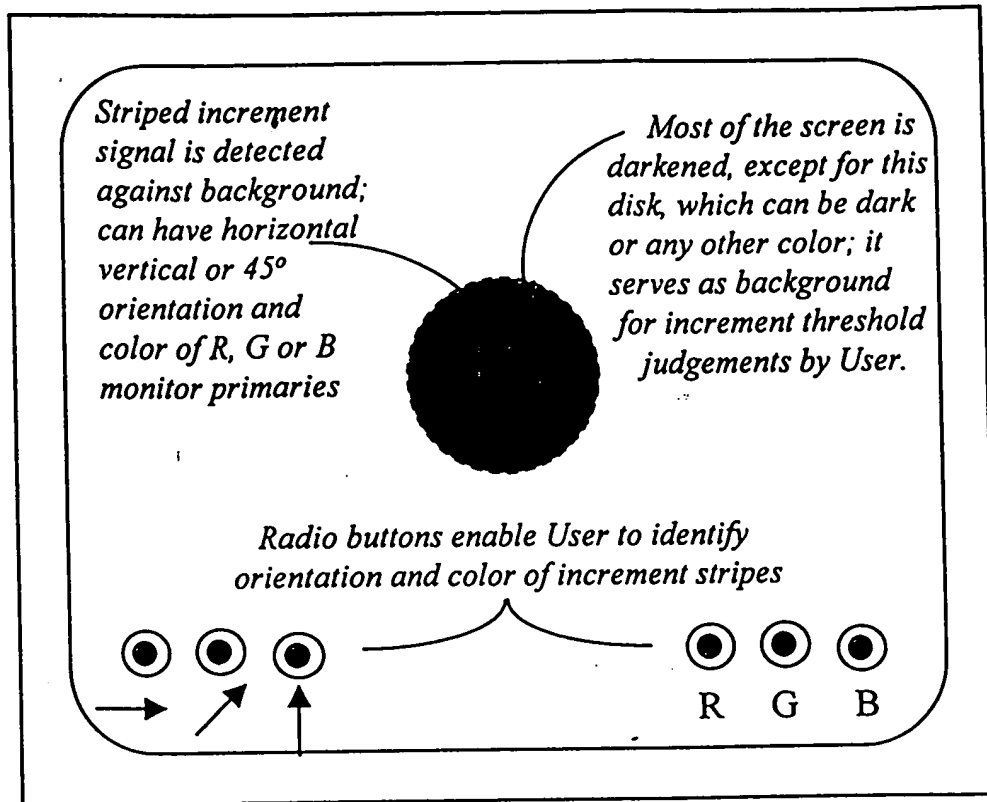 Striped increment
signal is detected
against background;
can have horizontal
vertical or 45º
orientation and
color of R, G or B
monitor primaries
Most of the screen is
darkened, except for this
disk, which can be dark
or any other color; it
serves as background
for increment threshold
judgements by User.
Radio buttons enable User to identify
orientation and color of increment stripes
R G B